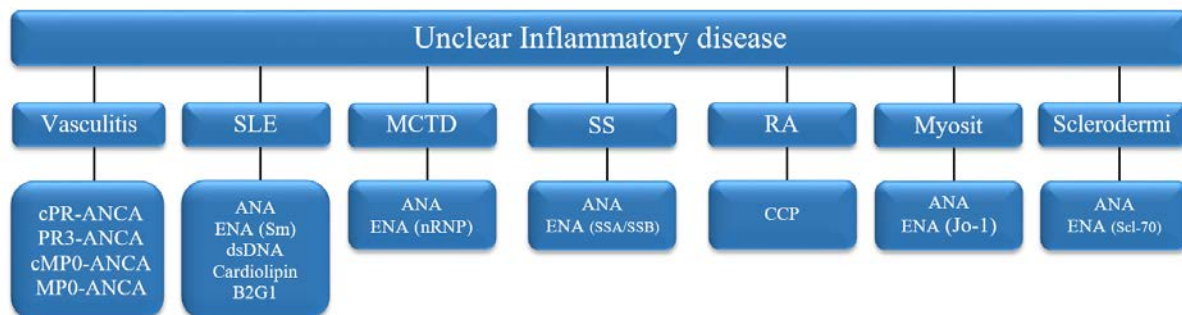 Unclear Inflammatory disease
Vasculitis
SLE
MCTD
SS
RA
Myosit
Sclerodermi
cPR-ANCA
PR3-ANCA
cMP0-ANCA
MP0-ANCA
ANA
ENA (Sm)
dsDNA
Cardiolipin
B2G1
ANA
ENA (nRNP)
ANA
ENA (SSA/SSB)
CCP
ANA
ENA (Jo-1)
ANA
ENA (Scl-70)